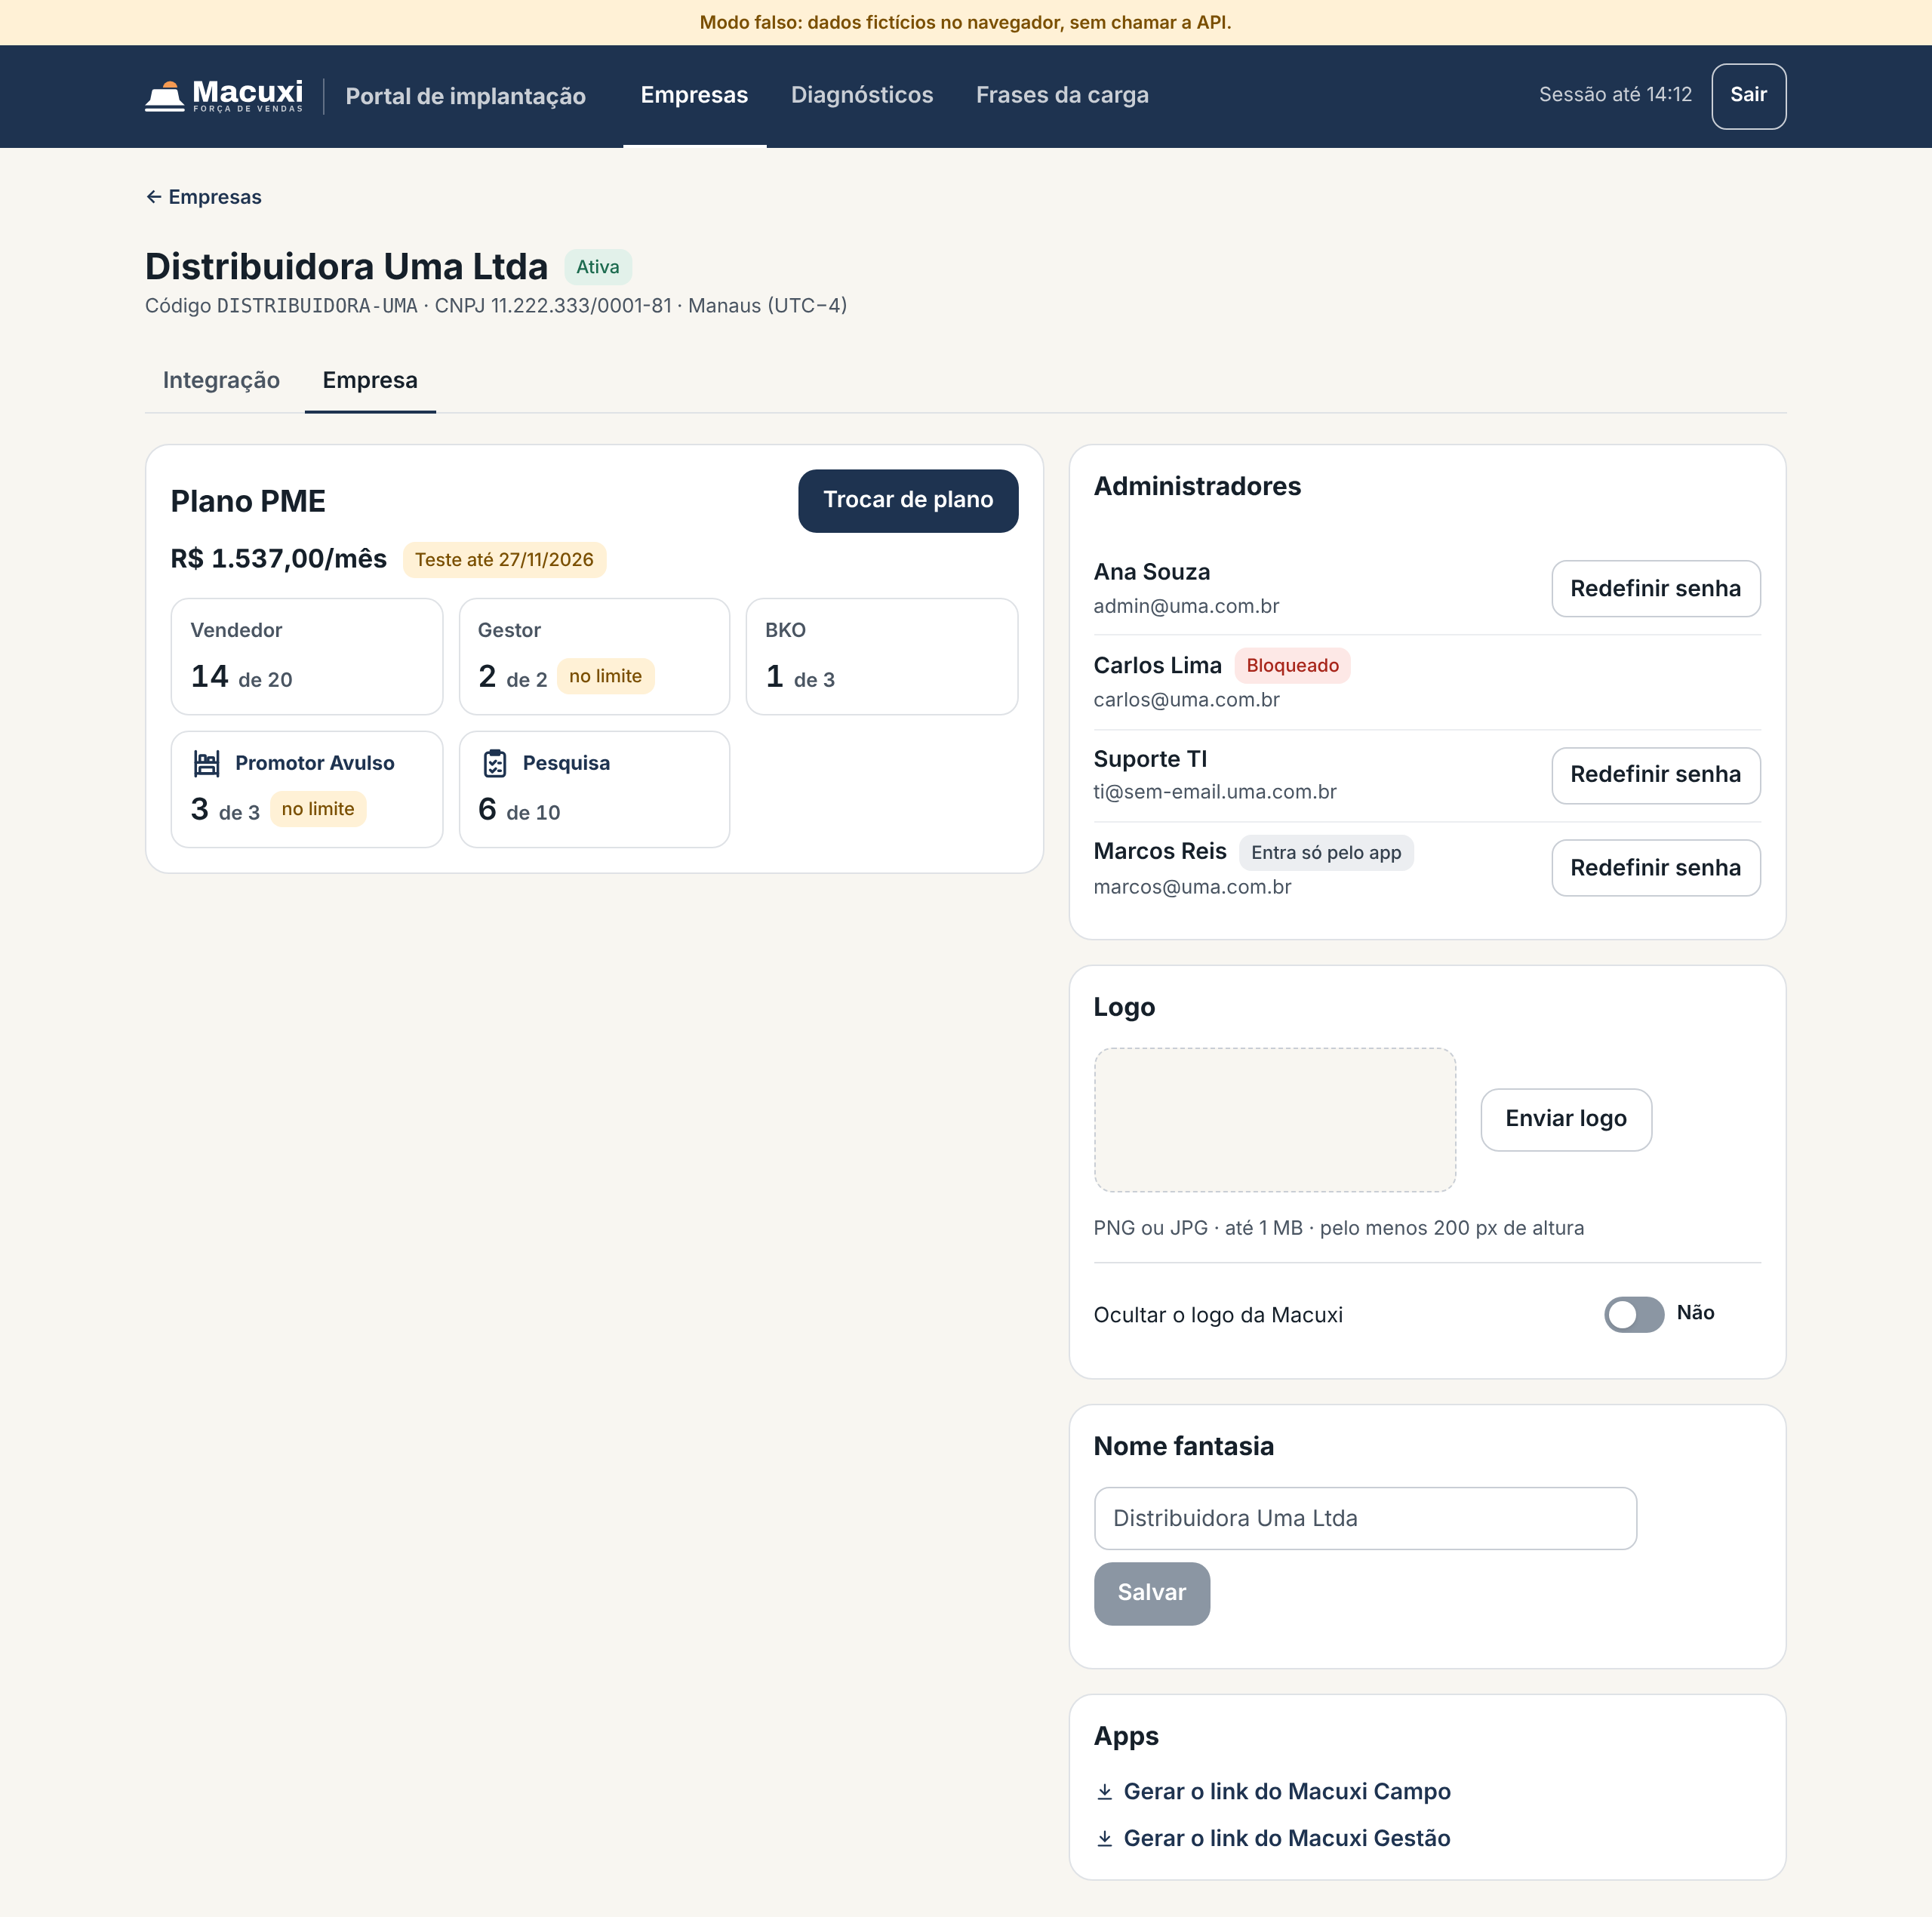 Modo falso: dados fictícios no navegador, sem chamar a API.
Macuxi
FORÇA DE VENDAS
Portal de implantação
Empresas
Diagnósticos
Frases da carga
Sessão até 14:12
Sair
← Empresas
Distribuidora Uma Ltda
Ativa
Código DISTRIBUIDORA-UMA · CNPJ 11.222.333/0001-81 · Manaus (UTC−4)
Integração
Empresa
Plano PME
Trocar de plano
R$ 1.537,00/mês
Teste até 27/11/2026
Vendedor
14 de 20
Gestor
2 de 2 no limite
BKO
1 de 3
Promotor Avulso
3 de 3 no limite
Pesquisa
6 de 10
Administradores
Ana Souza
admin@uma.com.br
Redefinir senha
Carlos Lima Bloqueado
carlos@uma.com.br
Suporte TI
ti@sem-email.uma.com.br
Redefinir senha
Marcos Reis Entra só pelo app
marcos@uma.com.br
Redefinir senha
Logo
Enviar logo
PNG ou JPG · até 1 MB · pelo menos 200 px de altura
Ocultar o logo da Macuxi
Não
Nome fantasia
Distribuidora Uma Ltda
Salvar
Apps
Gerar o link do Macuxi Campo
Gerar o link do Macuxi Gestão